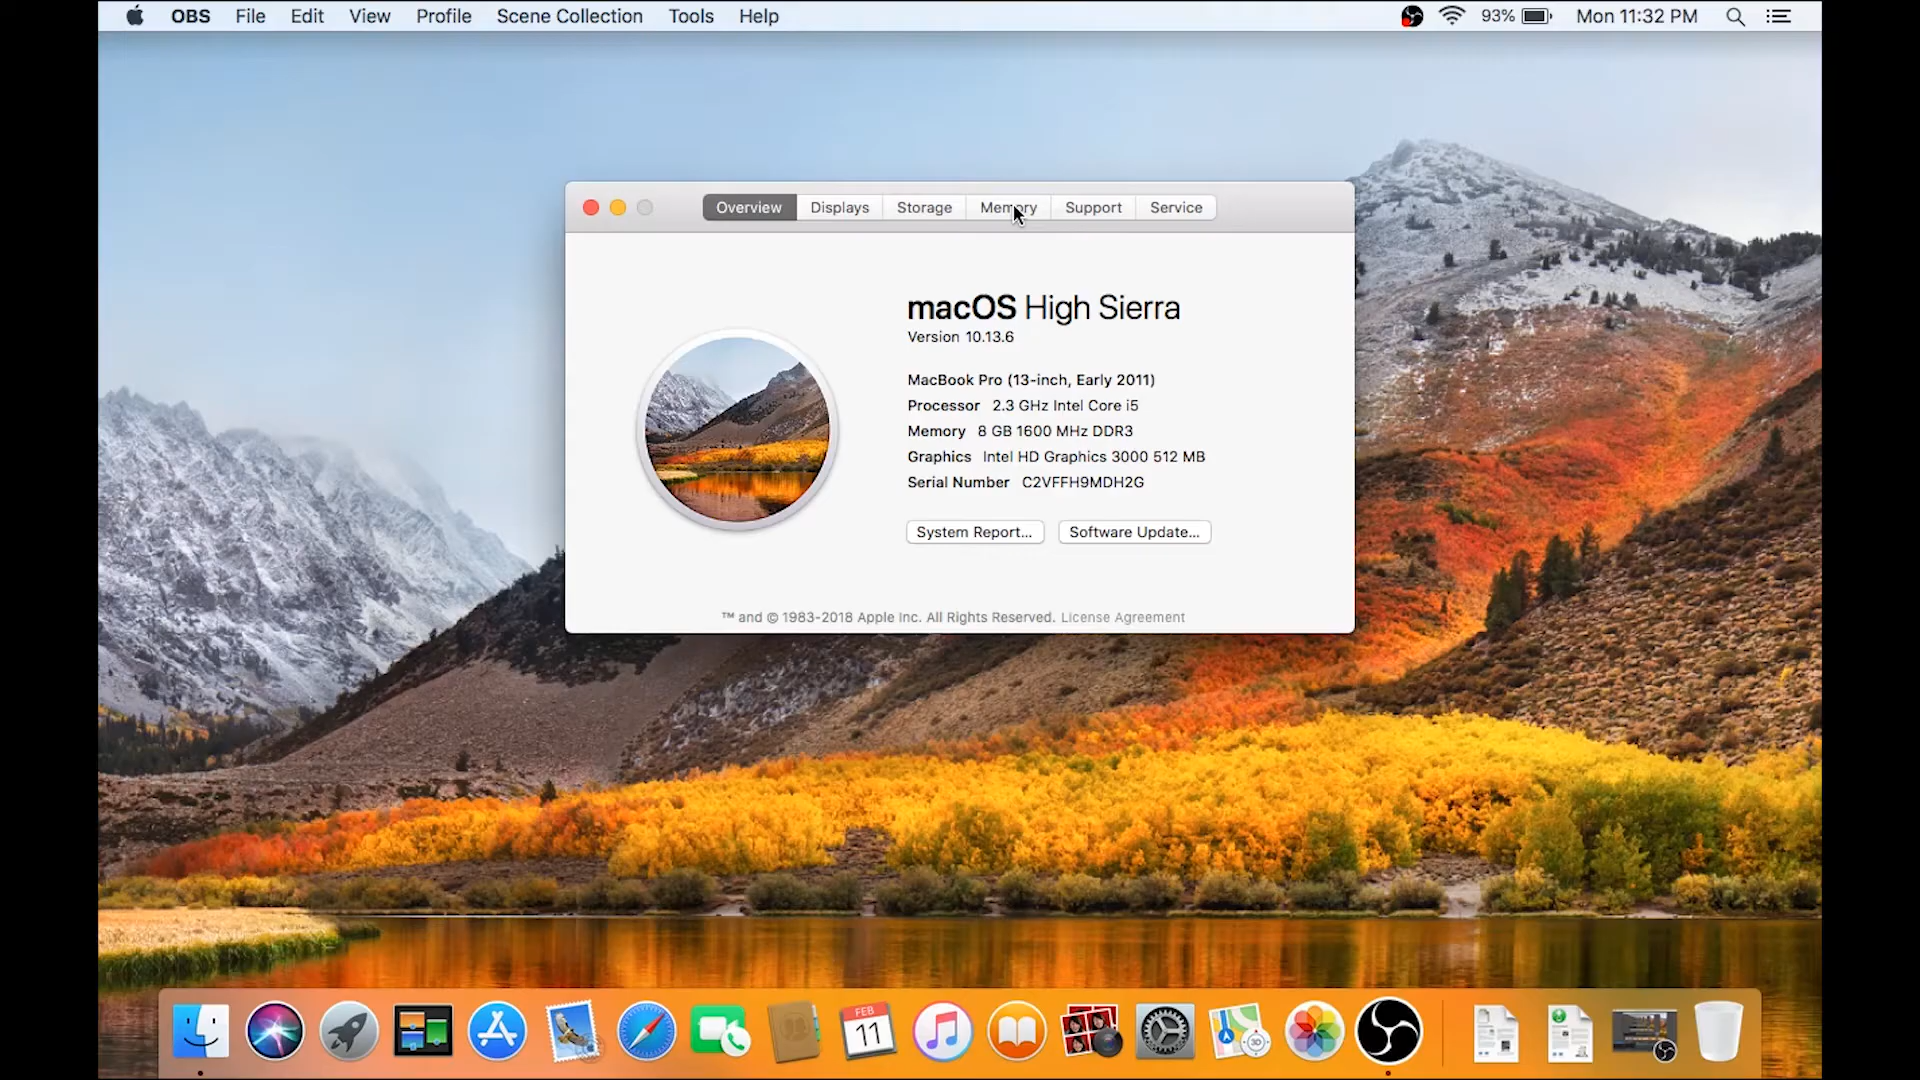 OBS File Edit View Profile Scene Collection Tools Help 93% Mon 11:32 PM
Overview Displays Storage Memory Support Service
macOS High Sierra
Version 10.13.6
MacBook Pro (13-inch, Early 2011)
Processor 2.3 GHz Intel Core i5
Memory 8 GB 1600 MHz DDR3
Graphics Intel HD Graphics 3000 512 MB
Serial Number C2VFFH9MDH2G
System Report... Software Update...
™ and © 1983-2018 Apple Inc. All Rights Reserved. License Agreement
FEB
11
3D